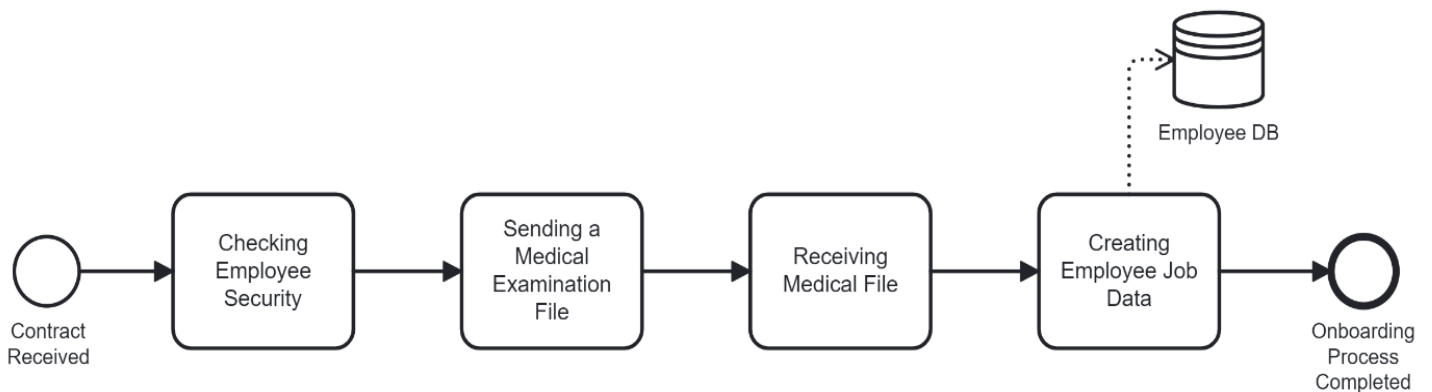 Employee DB
Checking
Employee
Security
Sending a
Medical
Examination
File
Receiving
Medical File
Creating
Employee Job
Data
Contract
Received
Onboarding
Process
Completed